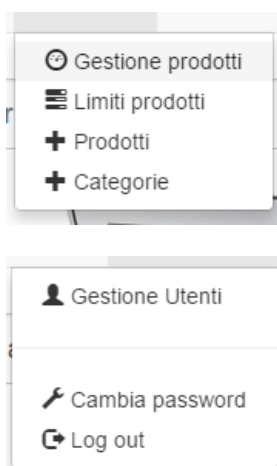 Gestione prodotti
Limiti prodotti
Prodotti
Categorie
Gestione Utenti
Cambia password
Log out